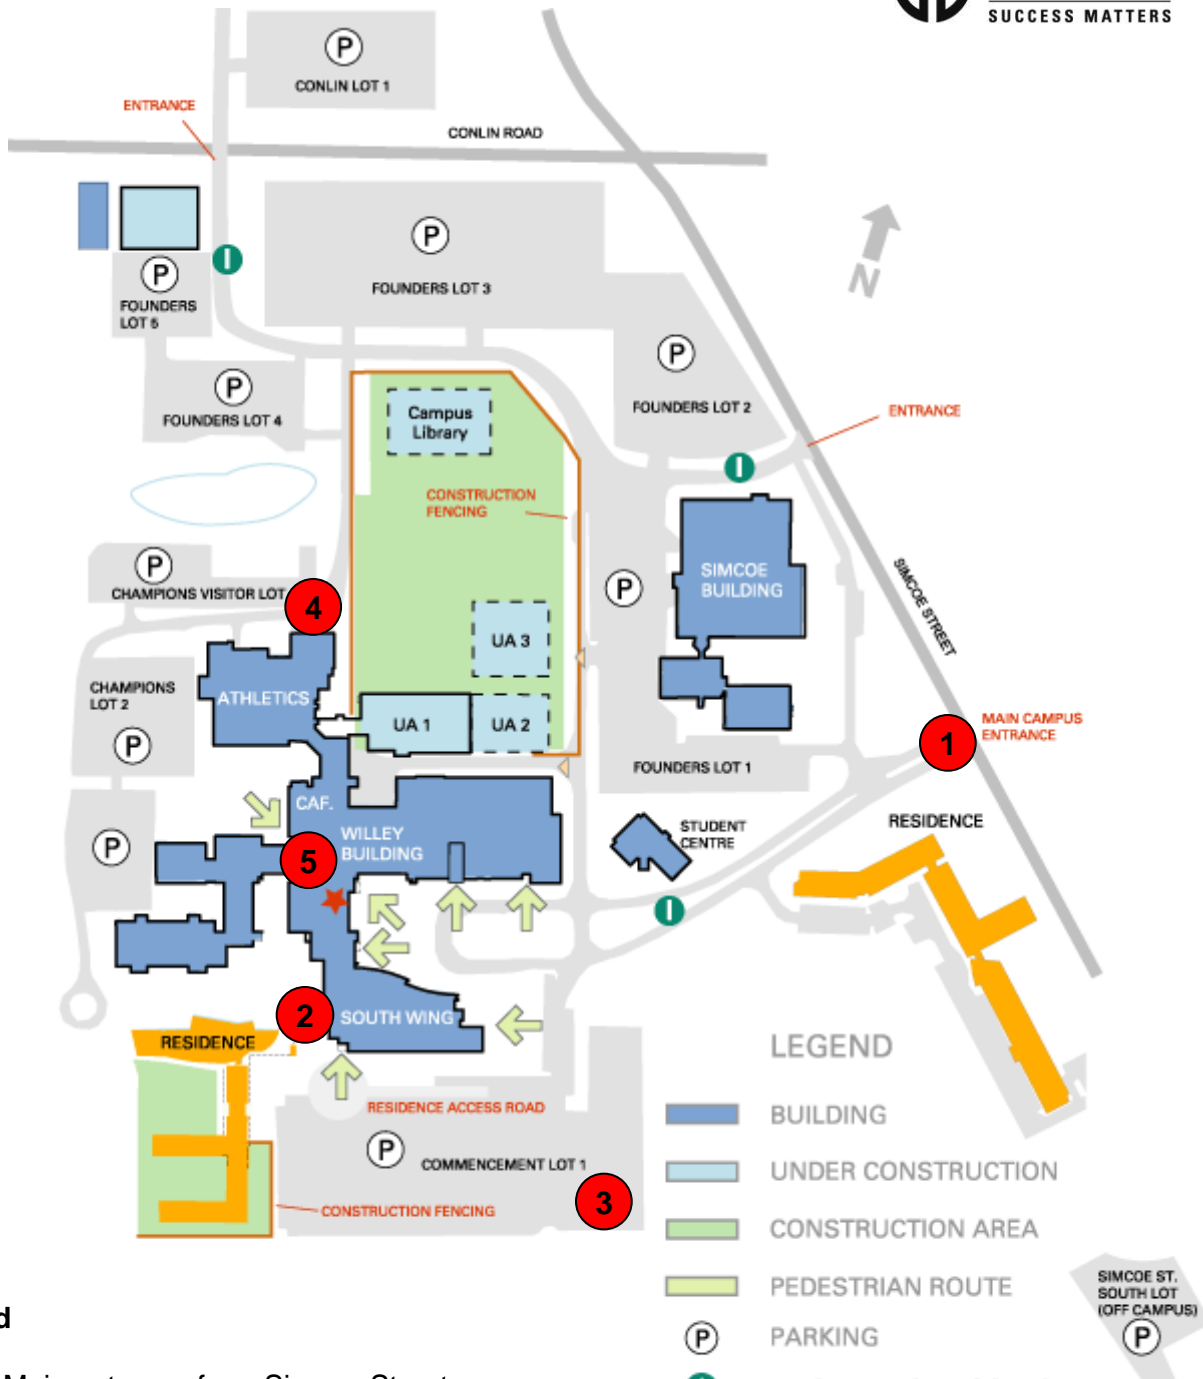 SUCCESS MATTERS
P
CONLIN LOT 1
ENTRANCE
CONLIN ROAD
P
FOUNDERS LOT 3
P
FOUNDERS
LOT 5
I
N
P
FOUNDERS LOT 2
P
FOUNDERS LOT 4
Campus
Library
ENTRANCE
I
CONSTRUCTION
FENCING
P
CHAMPIONS VISITOR LOT
4
P
SIMCOE
BUILDING
SIMCOE STREET
UA 3
CHAMPIONS
LOT 2
P
ATHLETICS
UA 1
UA 2
1
MAIN CAMPUS
ENTRANCE
FOUNDERS LOT 1
CAF.
WILLEY
BUILDING
P
5
STUDENT
CENTRE
RESIDENCE
I
2
SOUTH WING
RESIDENCE
RESIDENCE ACCESS ROAD
P
COMMENCEMENT LOT 1
3
CONSTRUCTION FENCING
LEGEND
BUILDING
UNDER CONSTRUCTION
CONSTRUCTION AREA
PEDESTRIAN ROUTE
P PARKING
SIMCOE ST.
SOUTH LOT
(OFF CAMPUS)
P
d